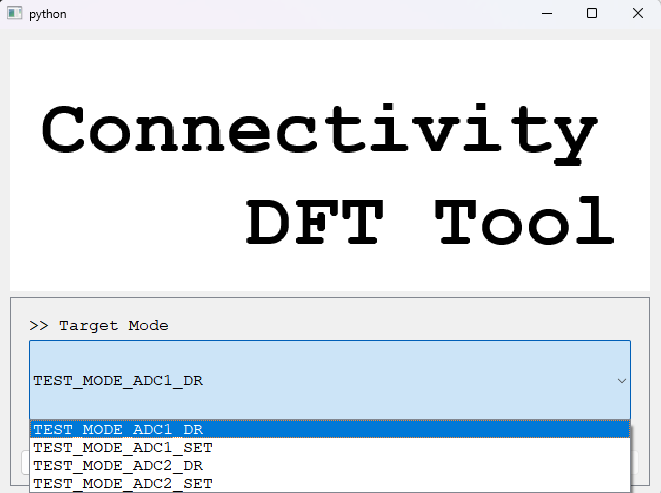 python
Connectivity
DFT Tool
>> Target Mode
TEST_MODE_ADC1_DR
TEST_MODE_ADC1_DR
TEST_MODE_ADC1_SET
TEST_MODE_ADC2_DR
TEST_MODE_ADC2_SET